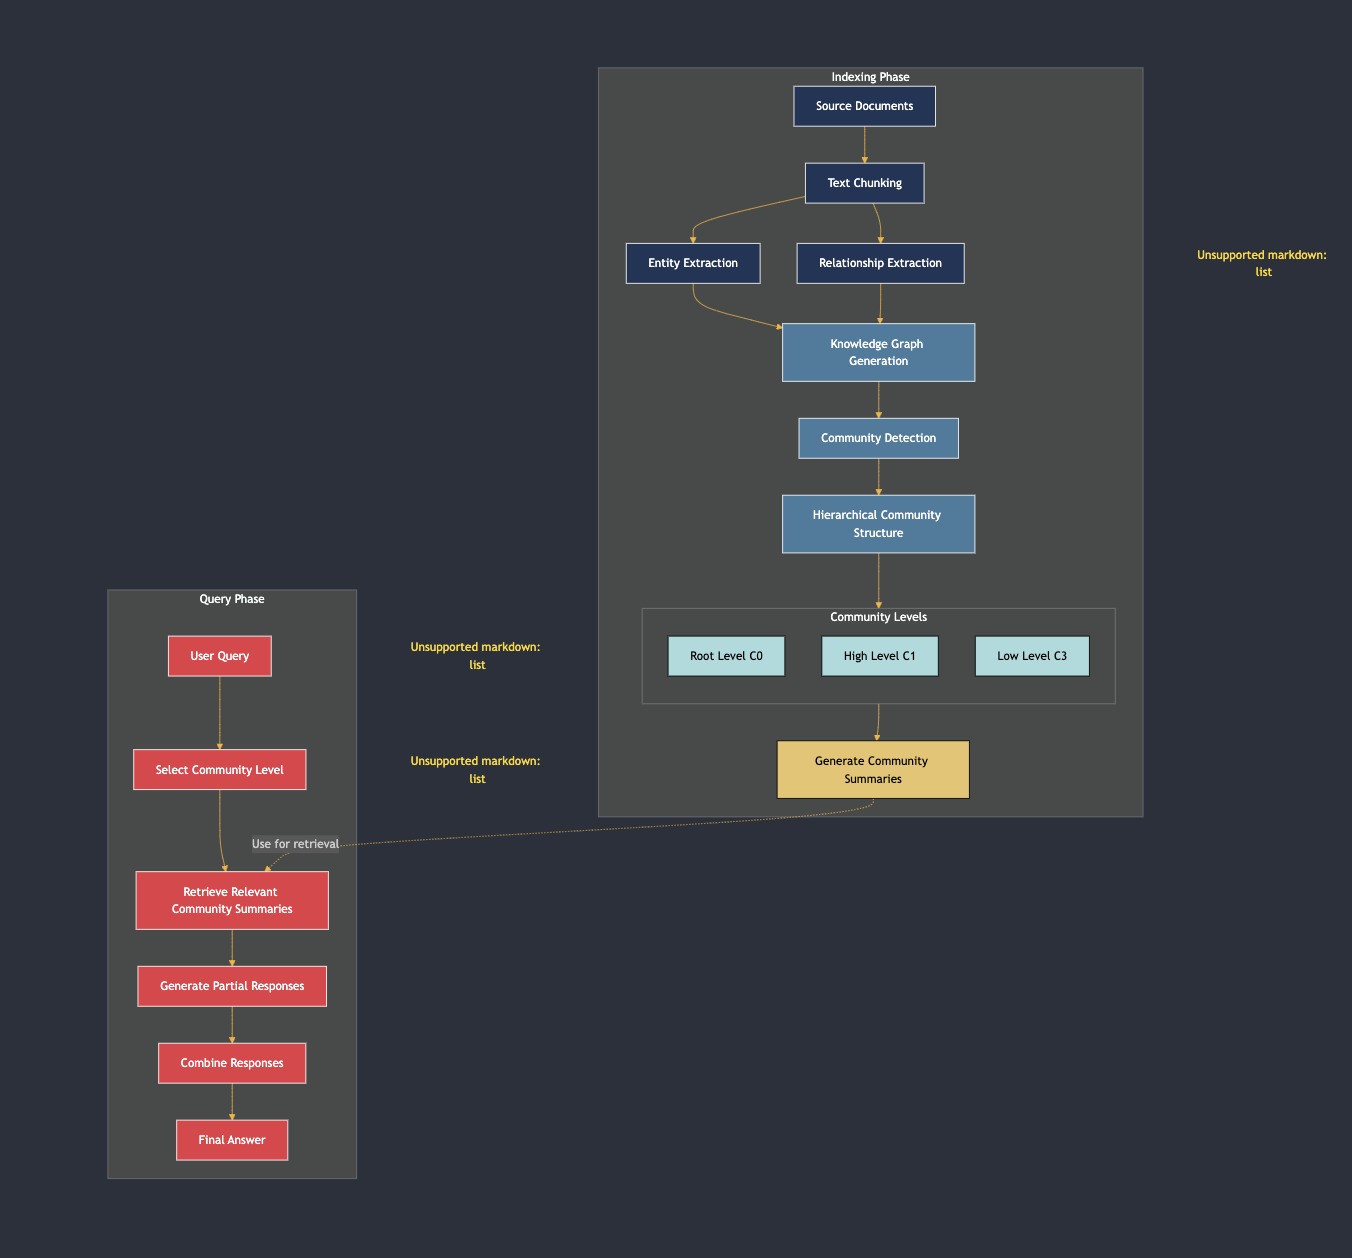 Indexing Phase
Source Documents
Text Chunking
Entity Extraction
Relationship Extraction
Unsupported markdown:
list
Knowledge Graph
Generation
Community Detection
Hierarchical Community
Structure
Community Levels
Root Level C0
High Level C1
Low Level C3
Generate Community
Summaries
Query Phase
User Query
Unsupported markdown:
list
Select Community Level
Unsupported markdown:
list
Use for retrieval
Retrieve Relevant
Community Summaries
Generate Partial Responses
Combine Responses
Final Answer